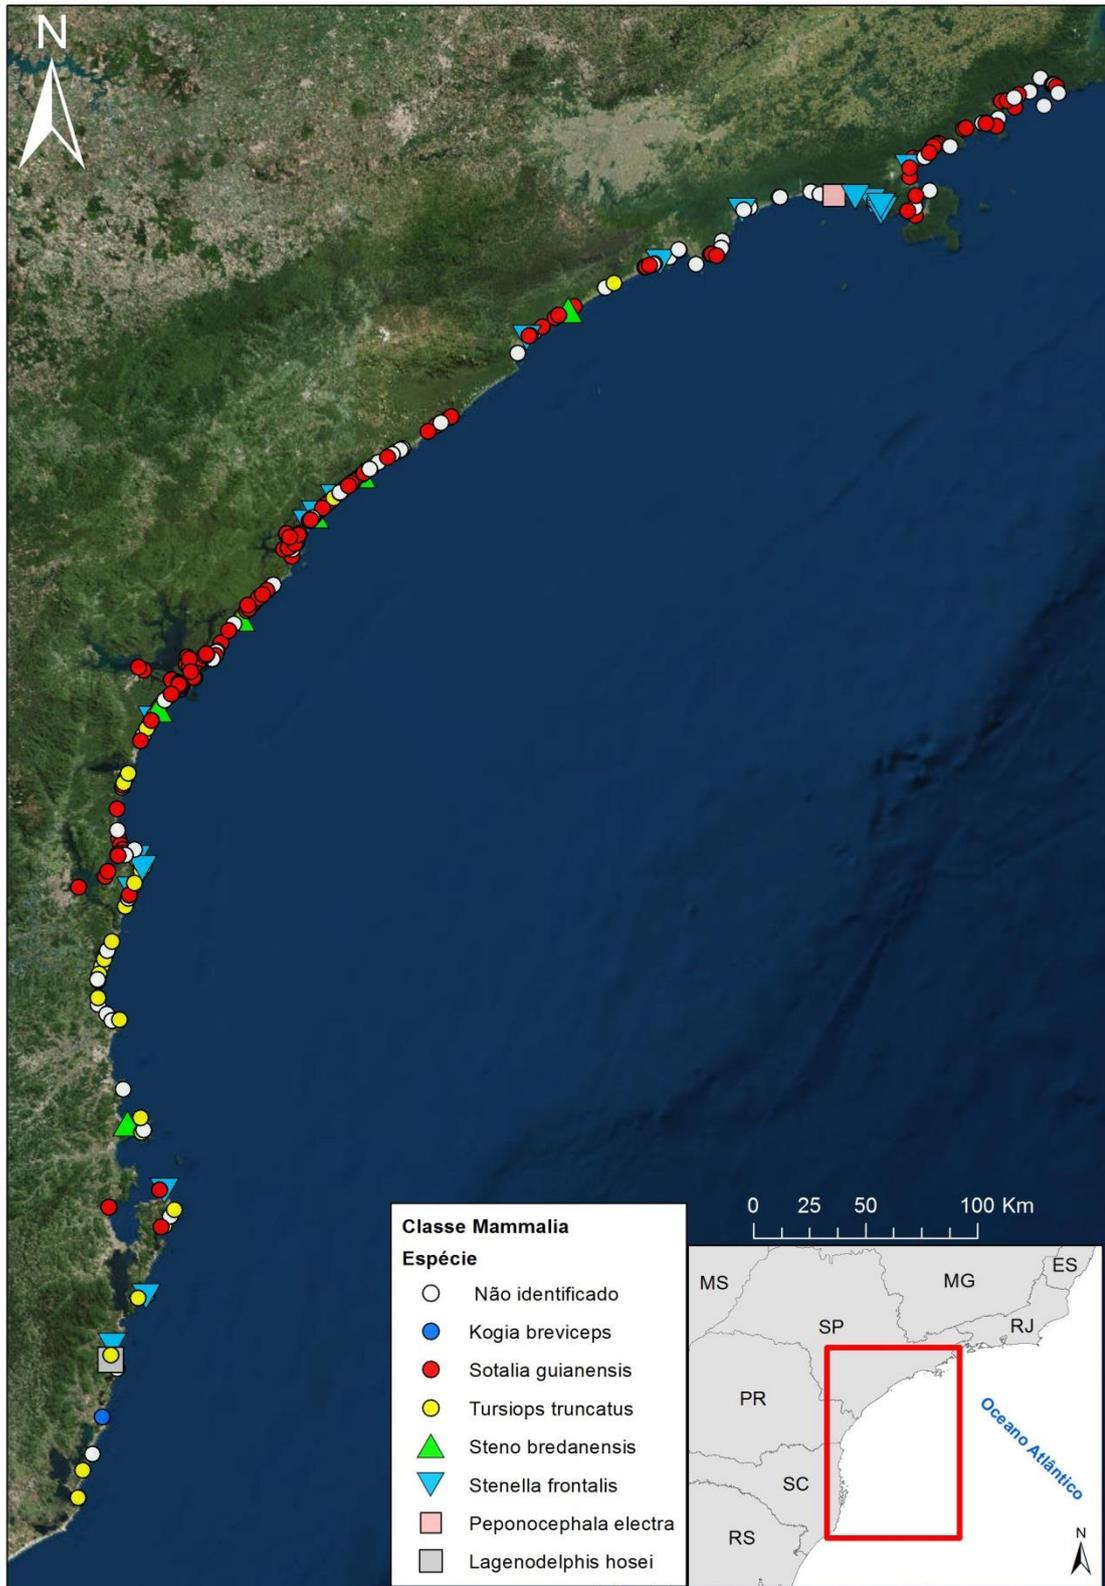 N
Classe Mammalia
Espécie
Não identificado
Kogia breviceps
Sotalia guianensis
Tursiops truncatus
Steno bredanensis
Stenella frontalis
Peponocephala electra
Lagenodelphis hosei
0 25 50 100 Km
MS
MG
ES
SP
RJ
PR
Oceano Atlântico
SC
RS
N